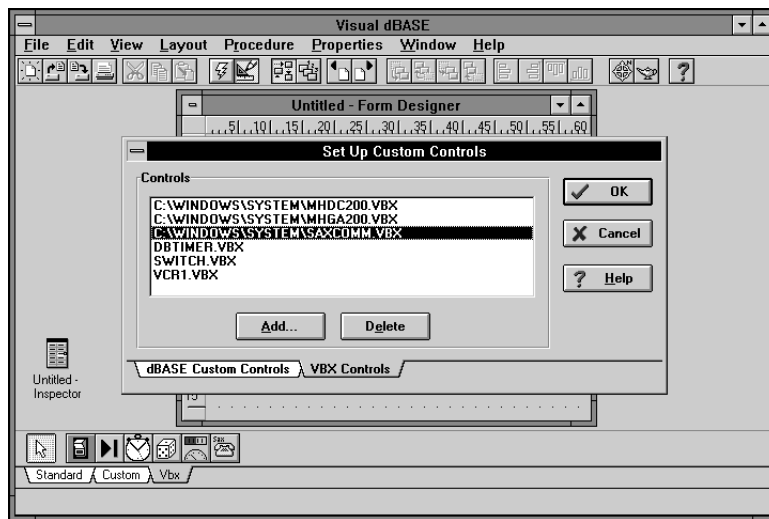 Visual dBASE
File Edit View Layout Procedure Properties Window Help
?
Untitled - Form Designer
5 10 15 20 25 30 35 40 45 50 55 60
Set Up Custom Controls
Controls
C:\WINDOWS\SYSTEM\MHDC200.VBX
C:\WINDOWS\SYSTEM\MHGA200.VBX
C:\WINDOWS\SYSTEM\SAXCOMM.VBX
DBTIMER.VBX
SWITCH.VBX
VCR1.VBX
OK
Cancel
? Help
Add... Delete
dBASE Custom Controls VBX Controls
Untitled -
Inspector
15
Sax
Standard Custom Vbx